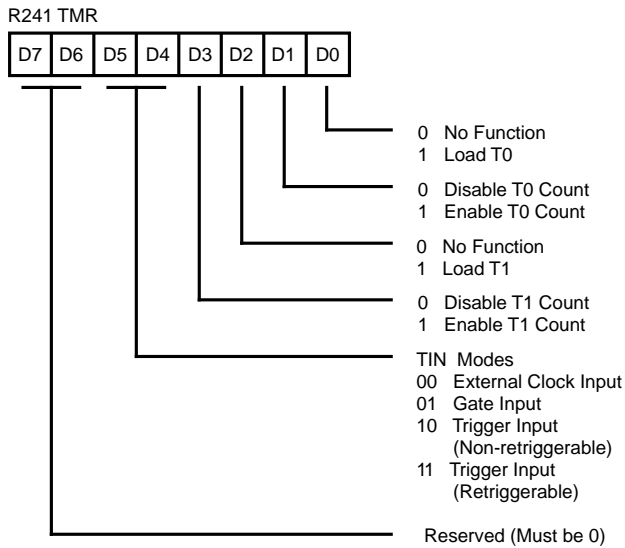 R241 TMR
D7 D6 D5 D4 D3 D2 D1 D0
0 No Function
1 Load T0
0 Disable T0 Count
1 Enable T0 Count
0 No Function
1 Load T1
0 Disable T1 Count
1 Enable T1 Count
TIN Modes
00 External Clock Input
01 Gate Input
10 Trigger Input
(Non-retriggerable)
11 Trigger Input
(Retriggerable)
Reserved (Must be 0)